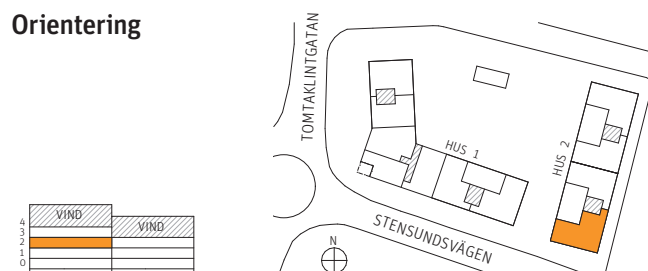 Orientering
TOMTAKLINTGATAN
HUS 1
HUS 2
STENSUNDSVÄGEN
N
VIND
VIND
4
3
2
1
0